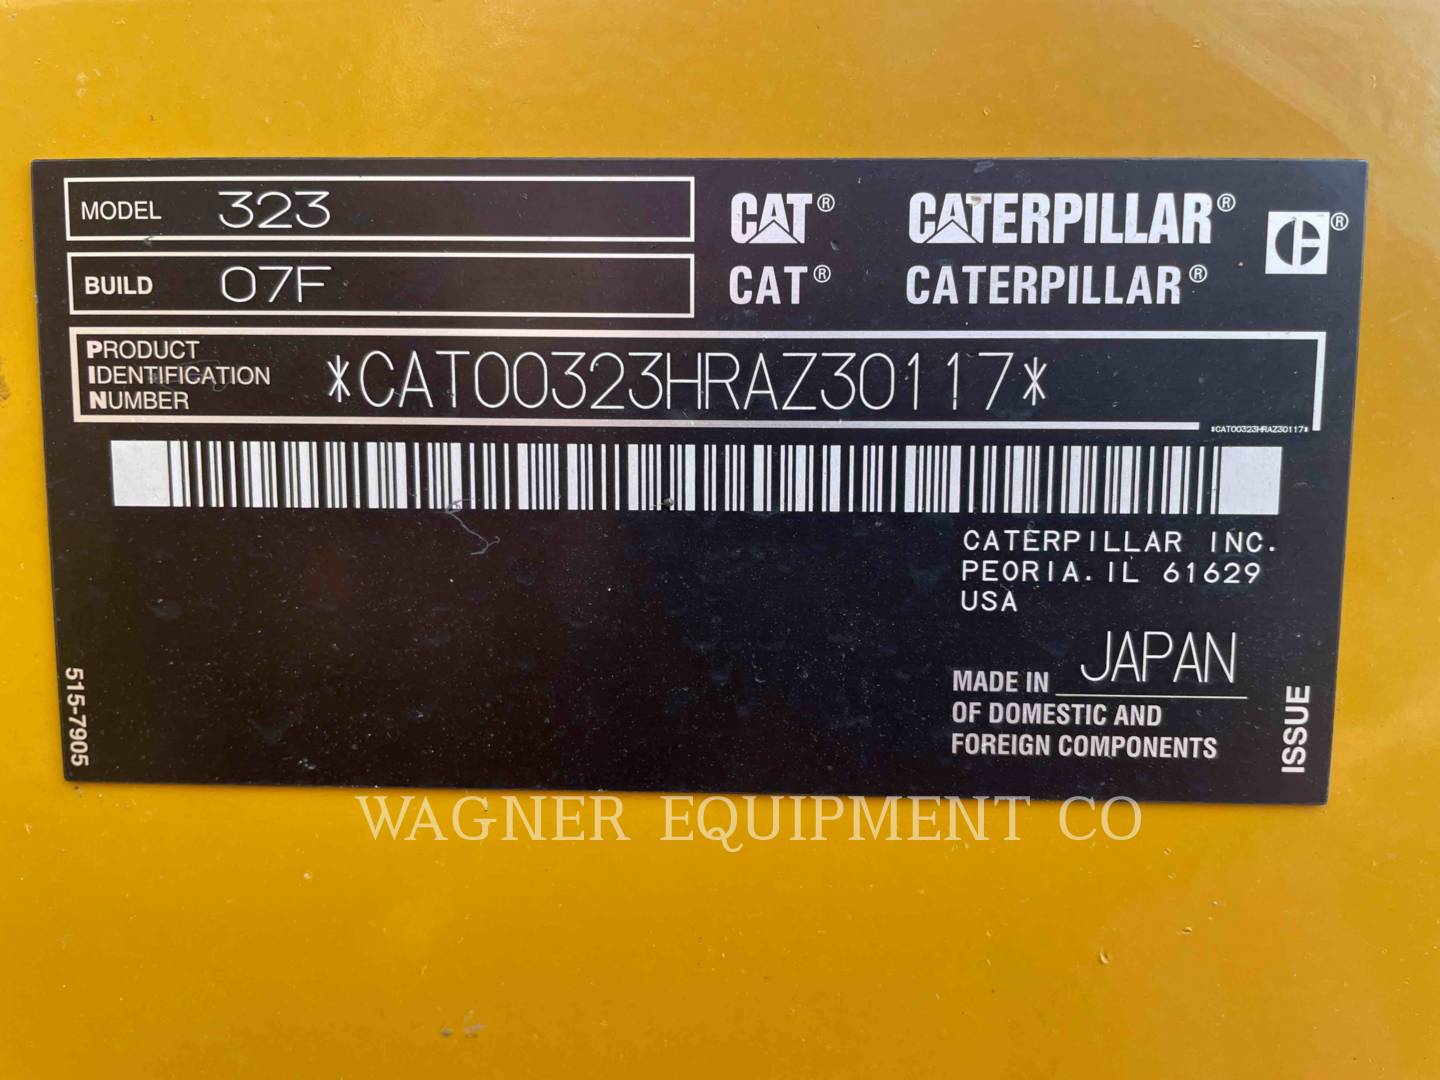 MODEL 323
CAT® CATERPILLAR®
BUILD 07F
CAT® CATERPILLAR®
PRODUCT
IDENTIFICATION
NUMBER
*CAT00323HRAZ30117*
*CAT00323HRAZ30117*
CATERPILLAR INC.
PEORIA. IL 61629
USA
MADE IN JAPAN
OF DOMESTIC AND
FOREIGN COMPONENTS
515-7905
ISSUE
WAGNER EQUIPMENT CO